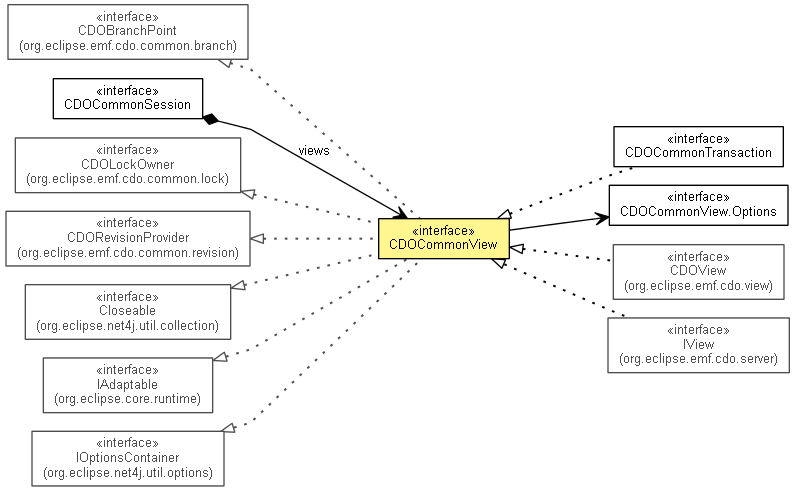 «interface»
CDOBranchPoint
(org.eclipse.emf.cdo.common.branch)
«interface»
CDOCommonSession
views
«interface»
CDOLockOwner
(org.eclipse.emf.cdo.common.lock)
«interface»
CDORevisionProvider
(org.eclipse.emf.cdo.common.revision)
«interface»
Closeable
(org.eclipse.net4j.util.collection)
«interface»
IAdaptable
(org.eclipse.core.runtime)
«interface»
IOptionsContainer
(org.eclipse.net4j.util.options)
«interface»
CDOCommonView
«interface»
CDOCommonTransaction
«interface»
CDOCommonView.Options
«interface»
CDOView
(org.eclipse.emf.cdo.view)
«interface»
IView
(org.eclipse.emf.cdo.server)